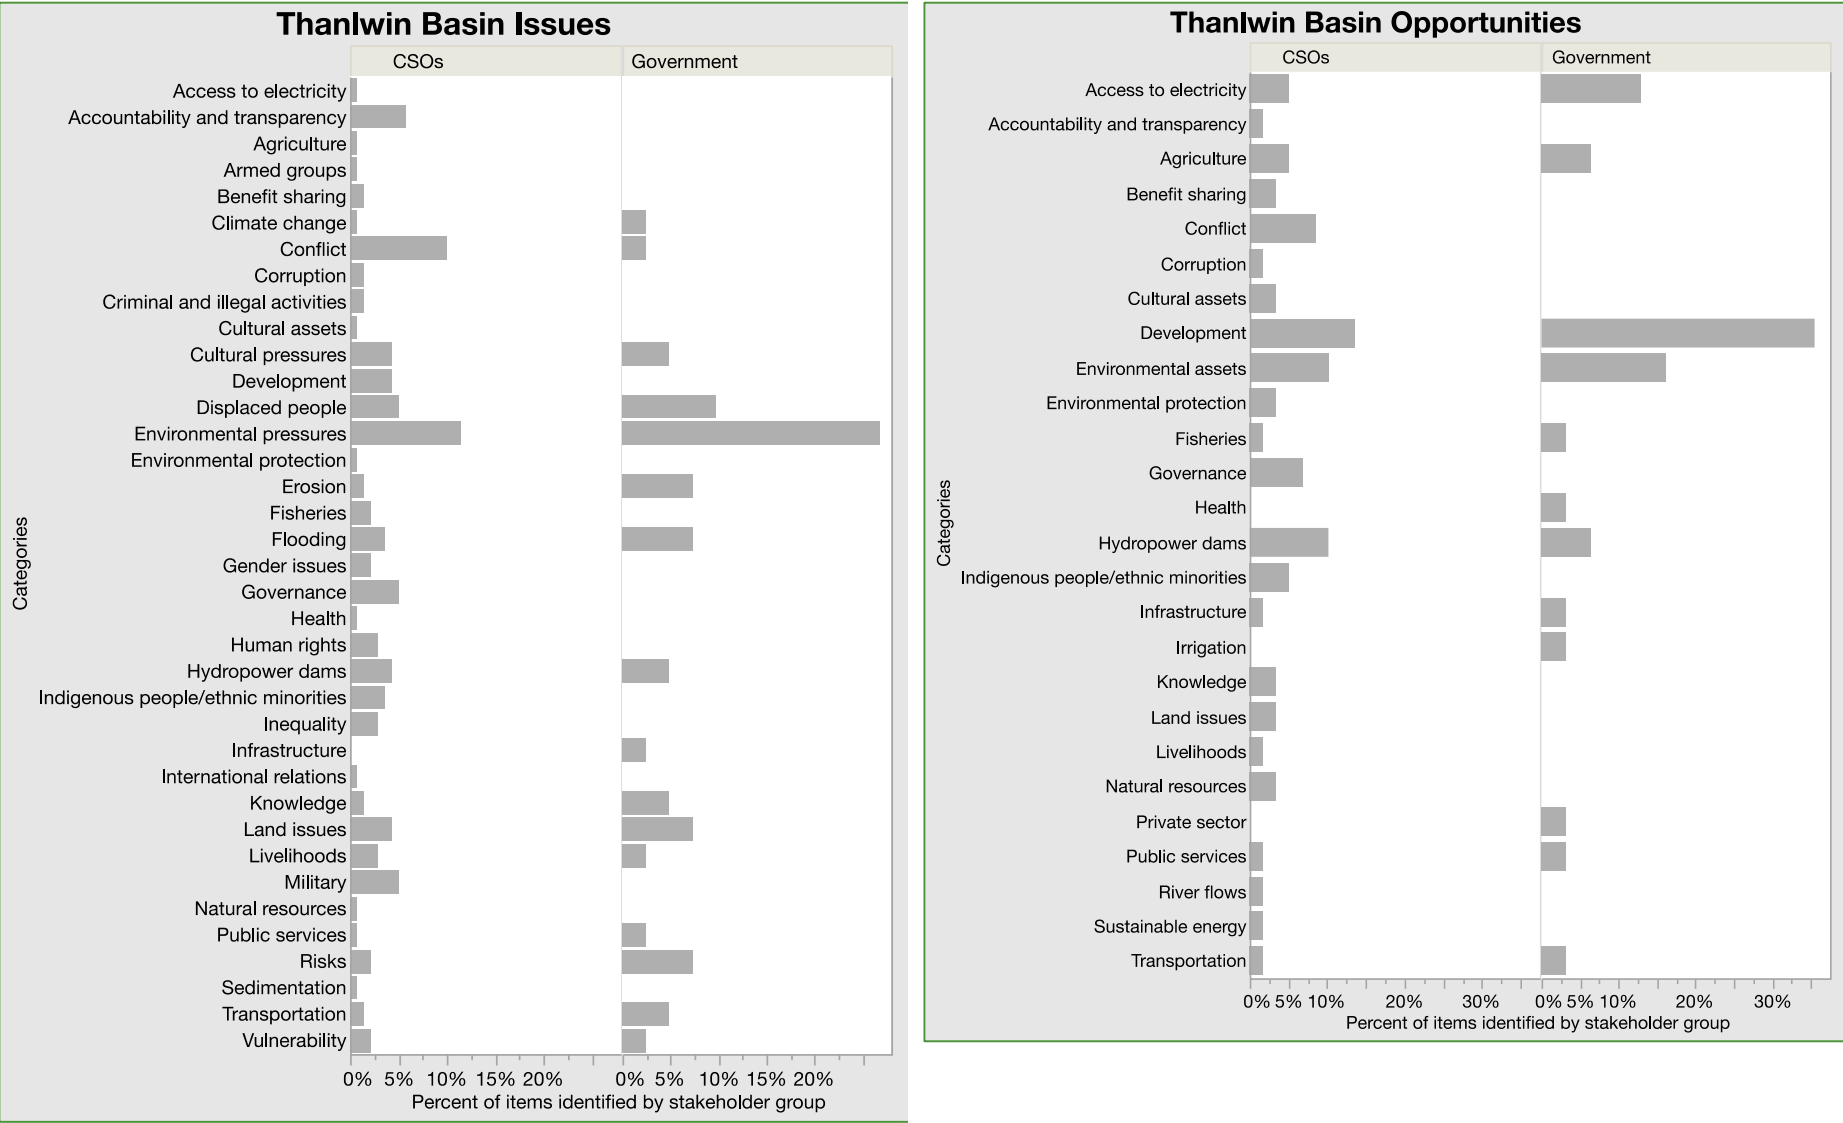 Thanlwin Basin Issues
CSOs Government
Access to electricity
Accountability and transparency
Agriculture
Armed groups
Benefit sharing
Climate change
Conflict
Corruption
Criminal and illegal activities
Cultural assets
Cultural pressures
Development
Displaced people
Environmental pressures
Environmental protection
Erosion
Fisheries
Flooding
Gender issues
Governance
Health
Human rights
Hydropower dams
Indigenous people/ethnic minorities
Inequality
Infrastructure
International relations
Knowledge
Land issues
Livelihoods
Military
Natural resources
Public services
Risks
Sedimentation
Transportation
Vulnerability
Categories
0% 5% 10% 15% 20% 0% 5% 10% 15% 20%
Percent of items identified by stakeholder group
Thanlwin Basin Opportunities
CSOs Government
Access to electricity
Accountability and transparency
Agriculture
Benefit sharing
Conflict
Corruption
Cultural assets
Development
Environmental assets
Environmental protection
Fisheries
Governance
Health
Hydropower dams
Indigenous people/ethnic minorities
Infrastructure
Irrigation
Knowledge
Land issues
Livelihoods
Natural resources
Private sector
Public services
River flows
Sustainable energy
Transportation
Categories
0% 5% 10% 20% 30% 0% 5% 10% 20% 30%
Percent of items identified by stakeholder group